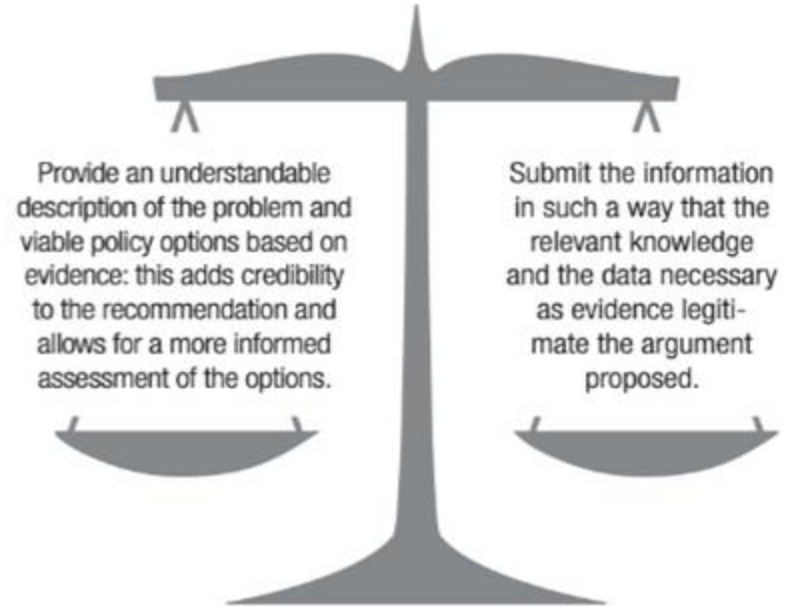 Provide an understandable
description of the problem and
viable policy options based on
evidence: this adds credibility
to the recommendation and
allows for a more informed
assessment of the options.
Submit the information
in such a way that the
relevant knowledge
and the data necessary
as evidence legiti-
mate the argument
proposed.